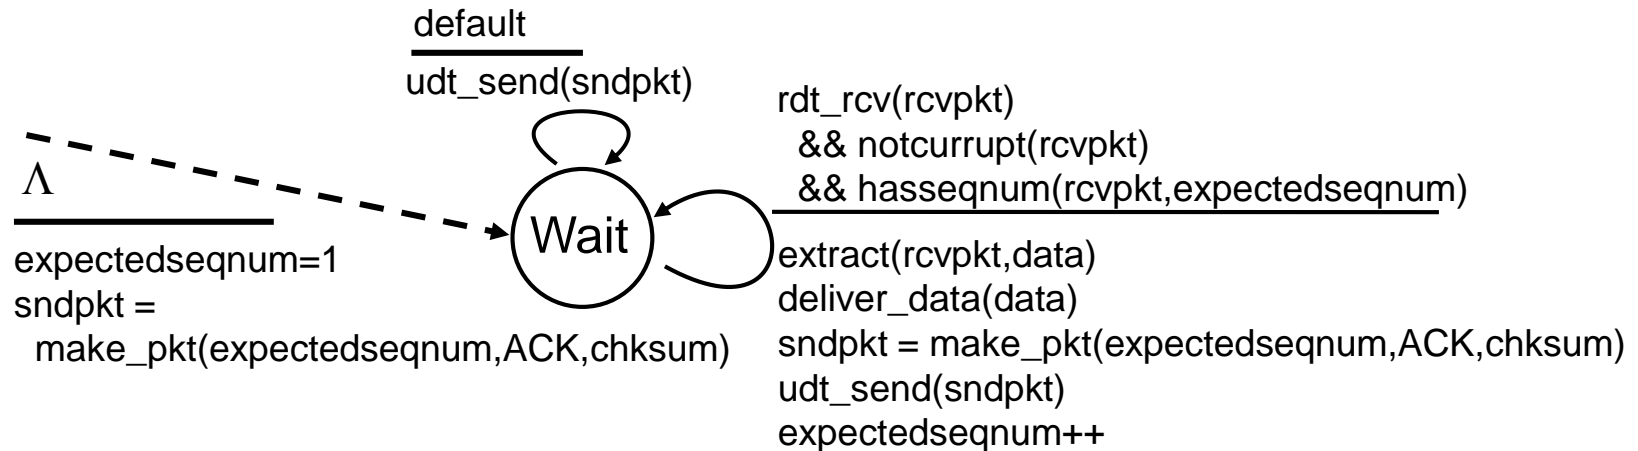 default
udt_send(sndpkt)
rdt_rcv(rcvpkt)
&& notcurrupt(rcvpkt)
&& hasseqnum(rcvpkt,expectedseqnum)
Λ
Wait
expectedseqnum=1
sndpkt =
make_pkt(expectedseqnum,ACK,chksum)
extract(rcvpkt,data)
deliver_data(data)
sndpkt = make_pkt(expectedseqnum,ACK,chksum)
udt_send(sndpkt)
expectedseqnum++